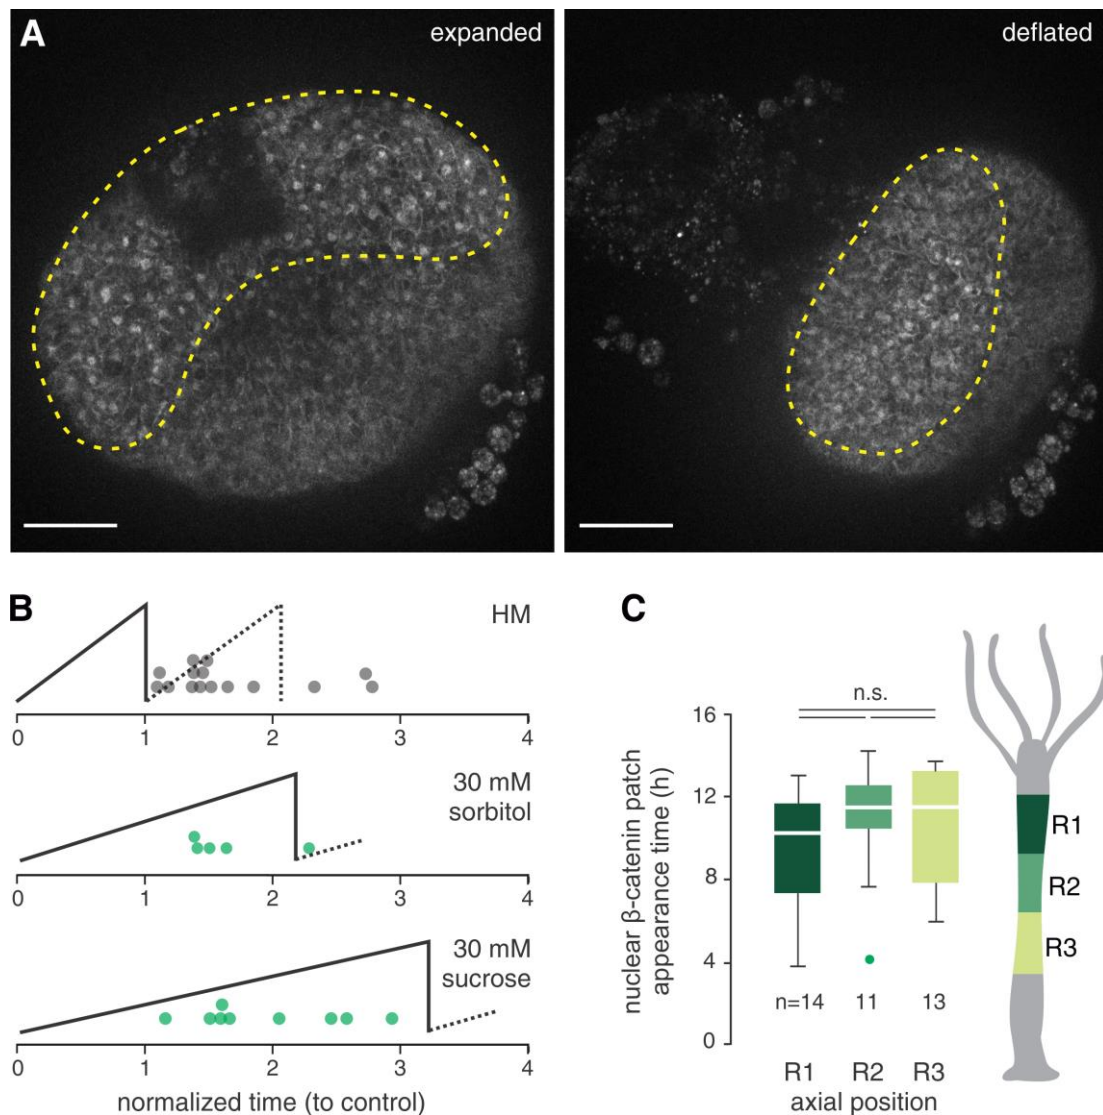 A
expanded
deflated
B
HM
0 1 2 3 4
30 mM
sorbitol
0 1 2 3 4
30 mM
sucrose
0 1 2 3 4
normalized time (to control)
C
nuclear β-catenin patch
appearance time (h)
16
12
8
4
0
n.s.
n=14 11 13
R1 R2 R3
axial position
R1
R2
R3